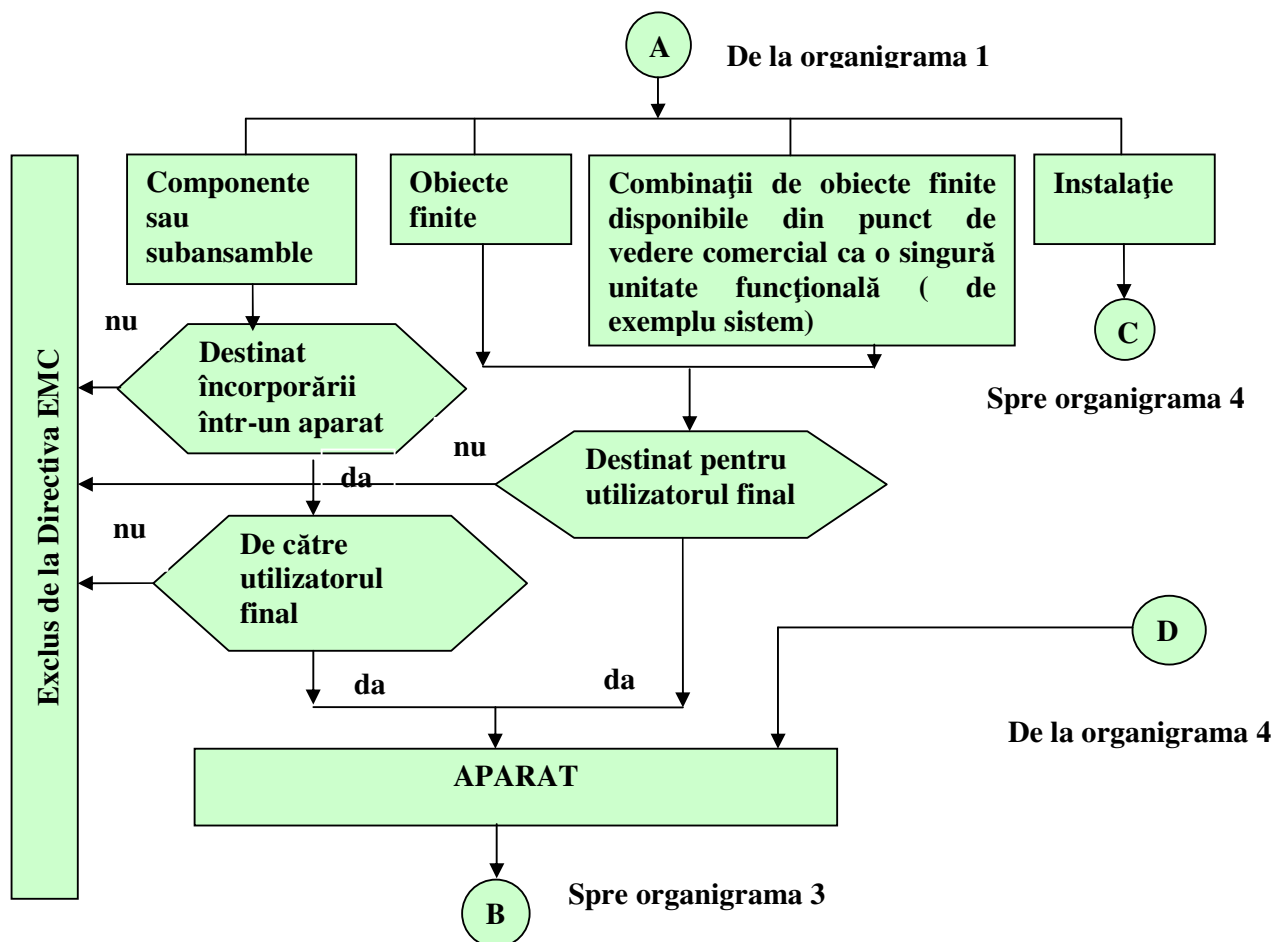 A
De la organigrama 1
Componente
sau
subansamble
Obiecte
finite
Combinaţii de obiecte finite
disponibile din punct de
vedere comercial ca o singură
unitate funcţională ( de
exemplu sistem)
Instalaţie
C
Spre organigrama 4
nu
Destinat
încorporării
într-un aparat
da
nu
Destinat pentru
utilizatorul final
nu
De către
utilizatorul
final
Exclus de la Directiva EMC
da
da
D
De la organigrama 4
APARAT
B
Spre organigrama 3